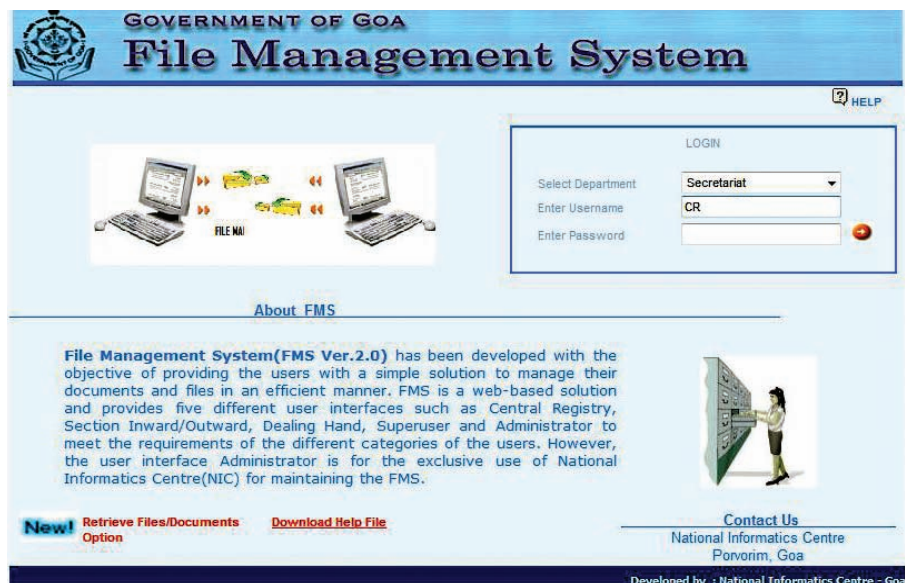 GOVERNMENT OF GOA
File Management System
HELP
LOGIN
Select Department
Secretariat
Enter Username
CR
Enter Password
FILE MAI
About FMS
File Management System(FMS Ver.2.0) has been developed with the
objective of providing the users with a simple solution to manage their
documents and files in an efficient manner. FMS is a web-based solution
and provides five different user interfaces such as Central Registry,
Section Inward/Outward, Dealing Hand, Superuser and Administrator to
meet the requirements of the different categories of the users. However,
the user interface Administrator is for the exclusive use of National
Informatics Centre(NIC) for maintaining the FMS.
New!
Retrieve Files/Documents
Option
Download Help File
Contact Us
National Informatics Centre
Porvorim, Goa
Developed by : National Informatics Centre - Goa